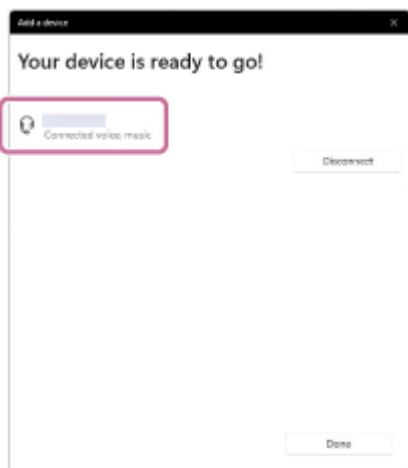 Add a device
Your device is ready to go!
Connected voice, music
Disconnect
Done